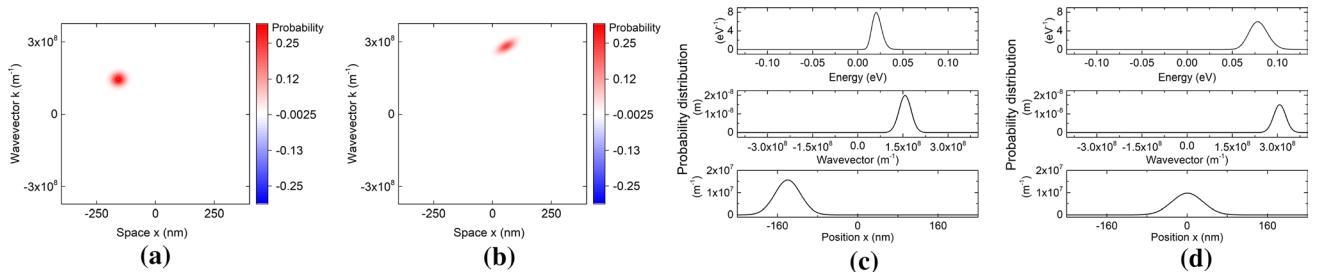 Probability
3x10⁸
0
-3x10⁸
Wavevector k (m⁻¹)
0.25
0.12
-0.0025
-0.13
-0.25
-250
0
250
Space x (nm)
(a)
Probability
3x10⁸
0
-3x10⁸
Wavevector k (m⁻¹)
0.25
0.12
-0.0025
-0.13
-0.25
-250
0
250
Space x (nm)
(b)
Probability distribution
(eV⁻¹)
8
4
0
-0.10
-0.05
0.00
0.05
0.10
Energy (eV)
(m)
2x10⁻⁸
1x10⁻⁸
0
-3.0x10⁸
-1.5x10⁸
0.0
1.5x10⁸
3.0x10⁸
Wavevector (m⁻¹)
(m⁻¹)
2x10⁷
1x10⁷
0
-160
0
160
Position x (nm)
(c)
Probability distribution
(eV⁻¹)
8
4
0
-0.10
-0.05
0.00
0.05
0.10
Energy (eV)
(m)
2x10⁻⁸
1x10⁻⁸
0
-3.0x10⁸
-1.5x10⁸
0.0
1.5x10⁸
3.0x10⁸
Wavevector (m⁻¹)
(m⁻¹)
2x10⁷
1x10⁷
0
-160
0
160
Position x (nm)
(d)